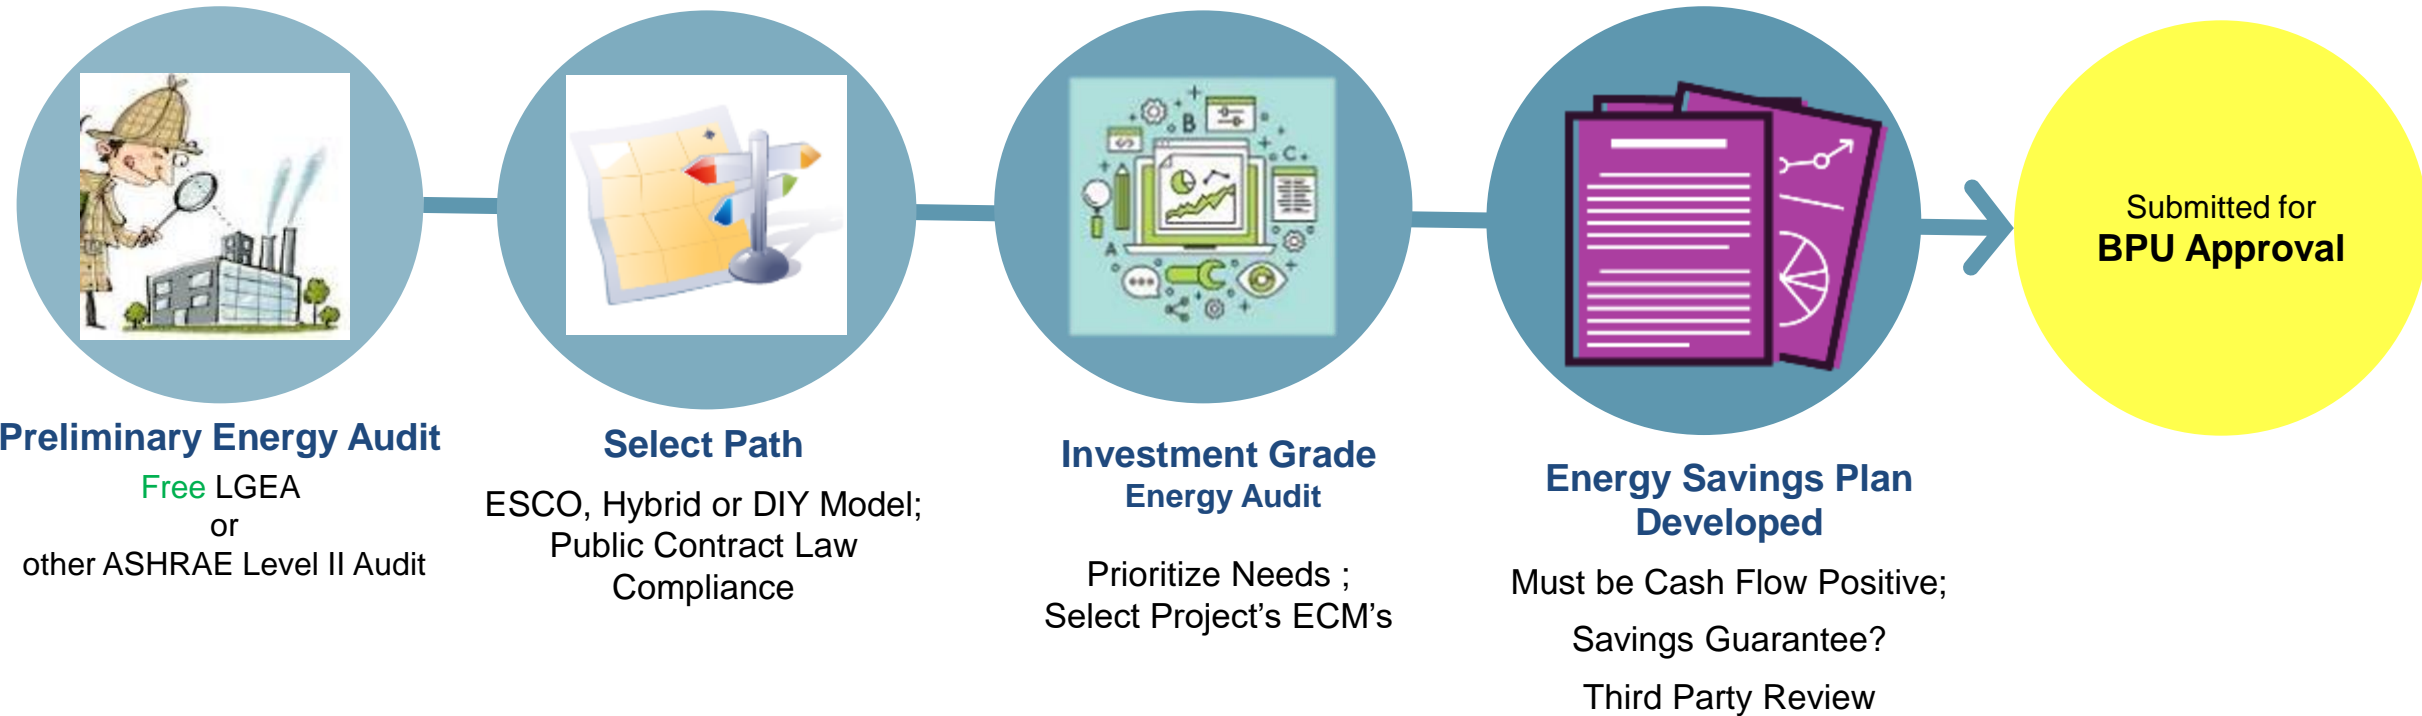 Preliminary Energy Audit
Free LGEA
or
other ASHRAE Level II Audit
Select Path
ESCO, Hybrid or DIY Model;
Public Contract Law
Compliance
B
C
A
Investment Grade
Energy Audit
Prioritize Needs ;
Select Project’s ECM’s
Energy Savings Plan
Developed
Must be Cash Flow Positive;
Savings Guarantee?
Third Party Review
Submitted for
BPU Approval